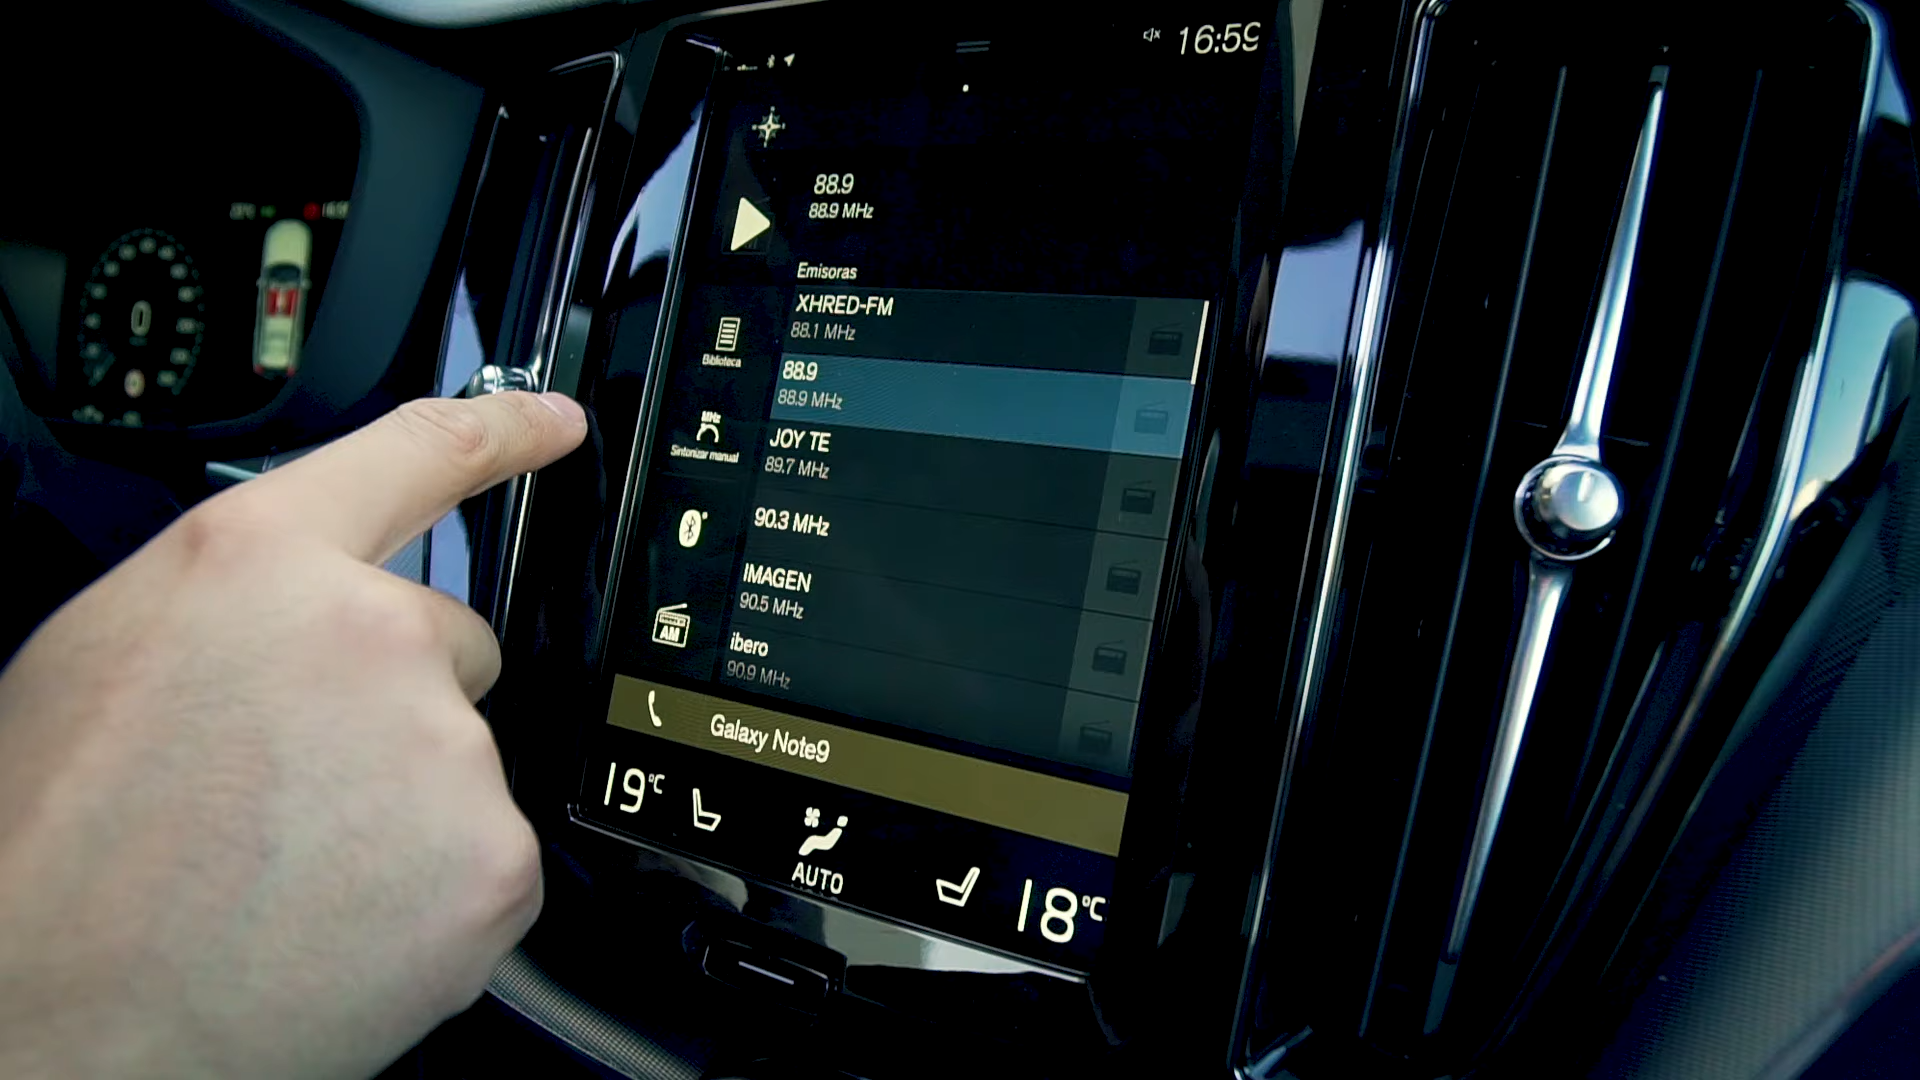 16:59
88.9
88.9 MHz
Emisoras
XHRED-FM
88.1 MHz
88.9
88.9 MHz
JOY TE
89.7 MHz
90.3 MHz
IMAGEN
90.5 MHz
ibero
90.9 MHz
Biblioteca
MHz
Sintonizar manual
AM
Galaxy Note9
19°C
AUTO
18°C
0